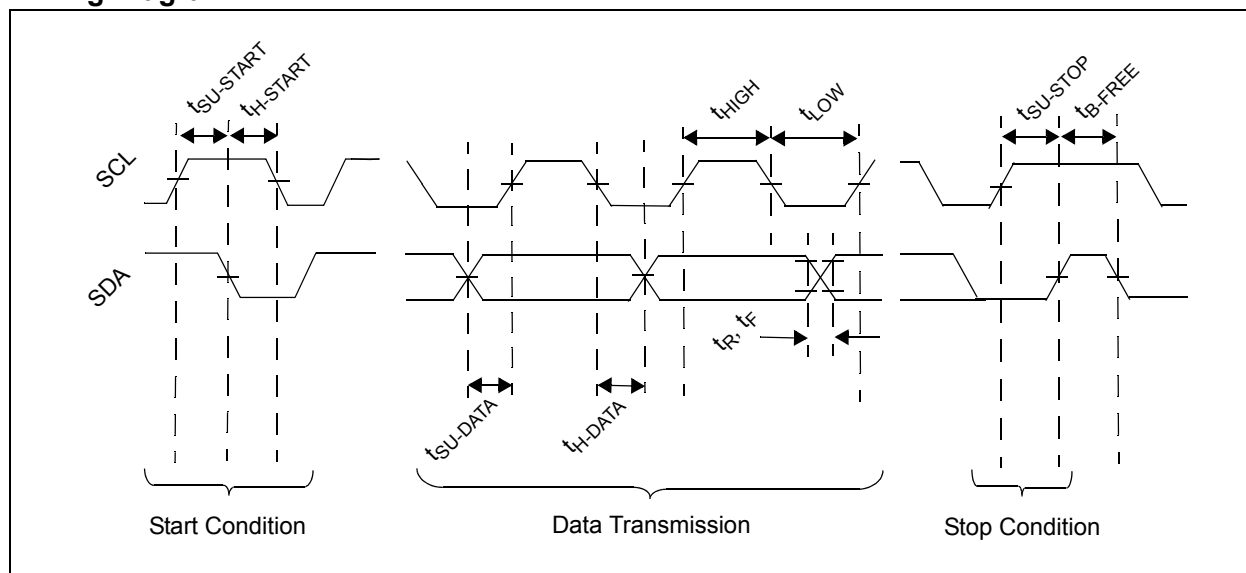 tSU-START
tH-START
tHIGH
tLOW
tSU-STOP
tB-FREE
SCL
SDA
tR, tF
tSU-DATA
tH-DATA
Start Condition
Data Transmission
Stop Condition